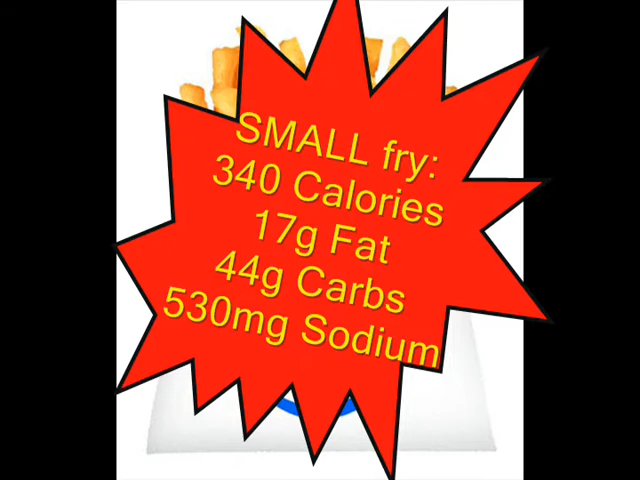 SMALL fry:
340 Calories
17g Fat
44g Carbs
530mg Sodium